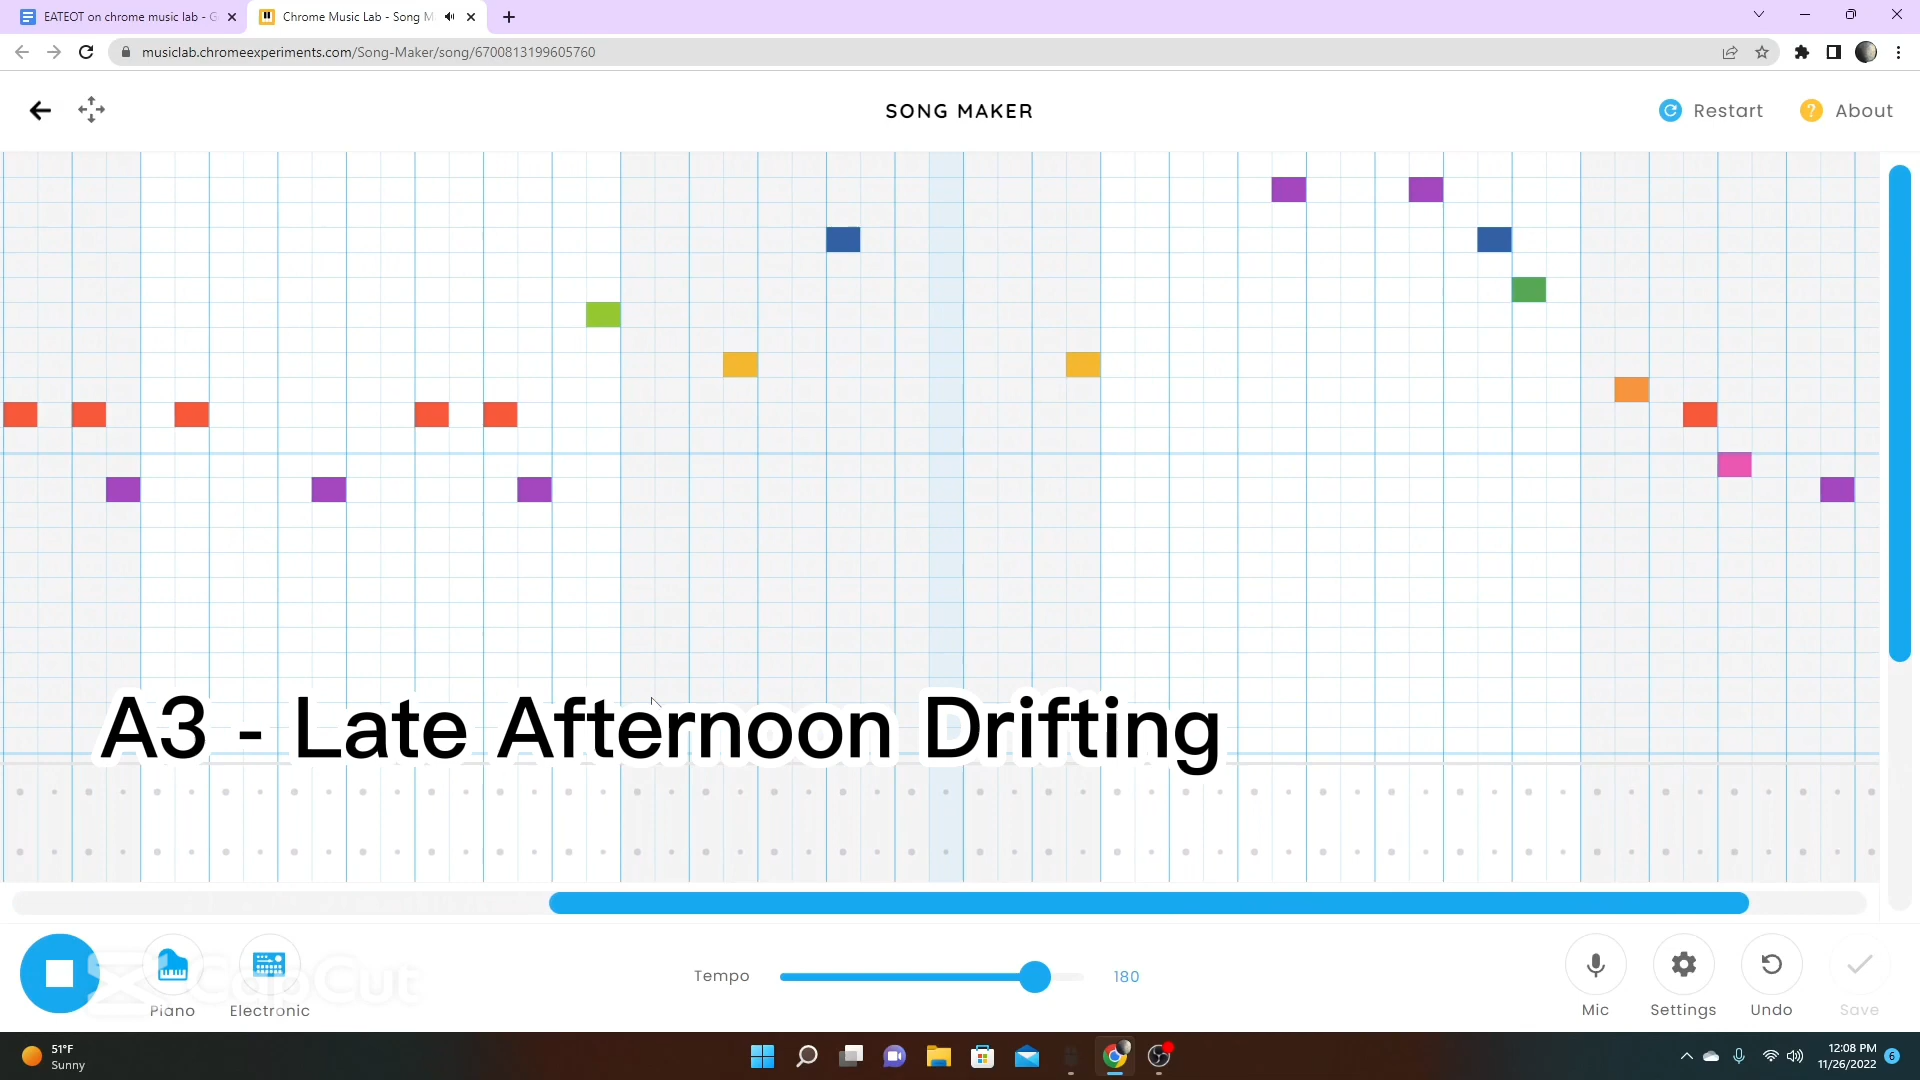 EATEOT on chrome music lab - G
Chrome Music Lab - Song M
musiclab.chromeexperiments.com/Song-Maker/song/6700813199605760
SONG MAKER
Restart
? About
A3 - Late Afternoon Drifting
CapCut
Piano
Electronic
Tempo
180
Mic
Settings
Undo
Save
51°F
Sunny
12:08 PM
11/26/2022
6